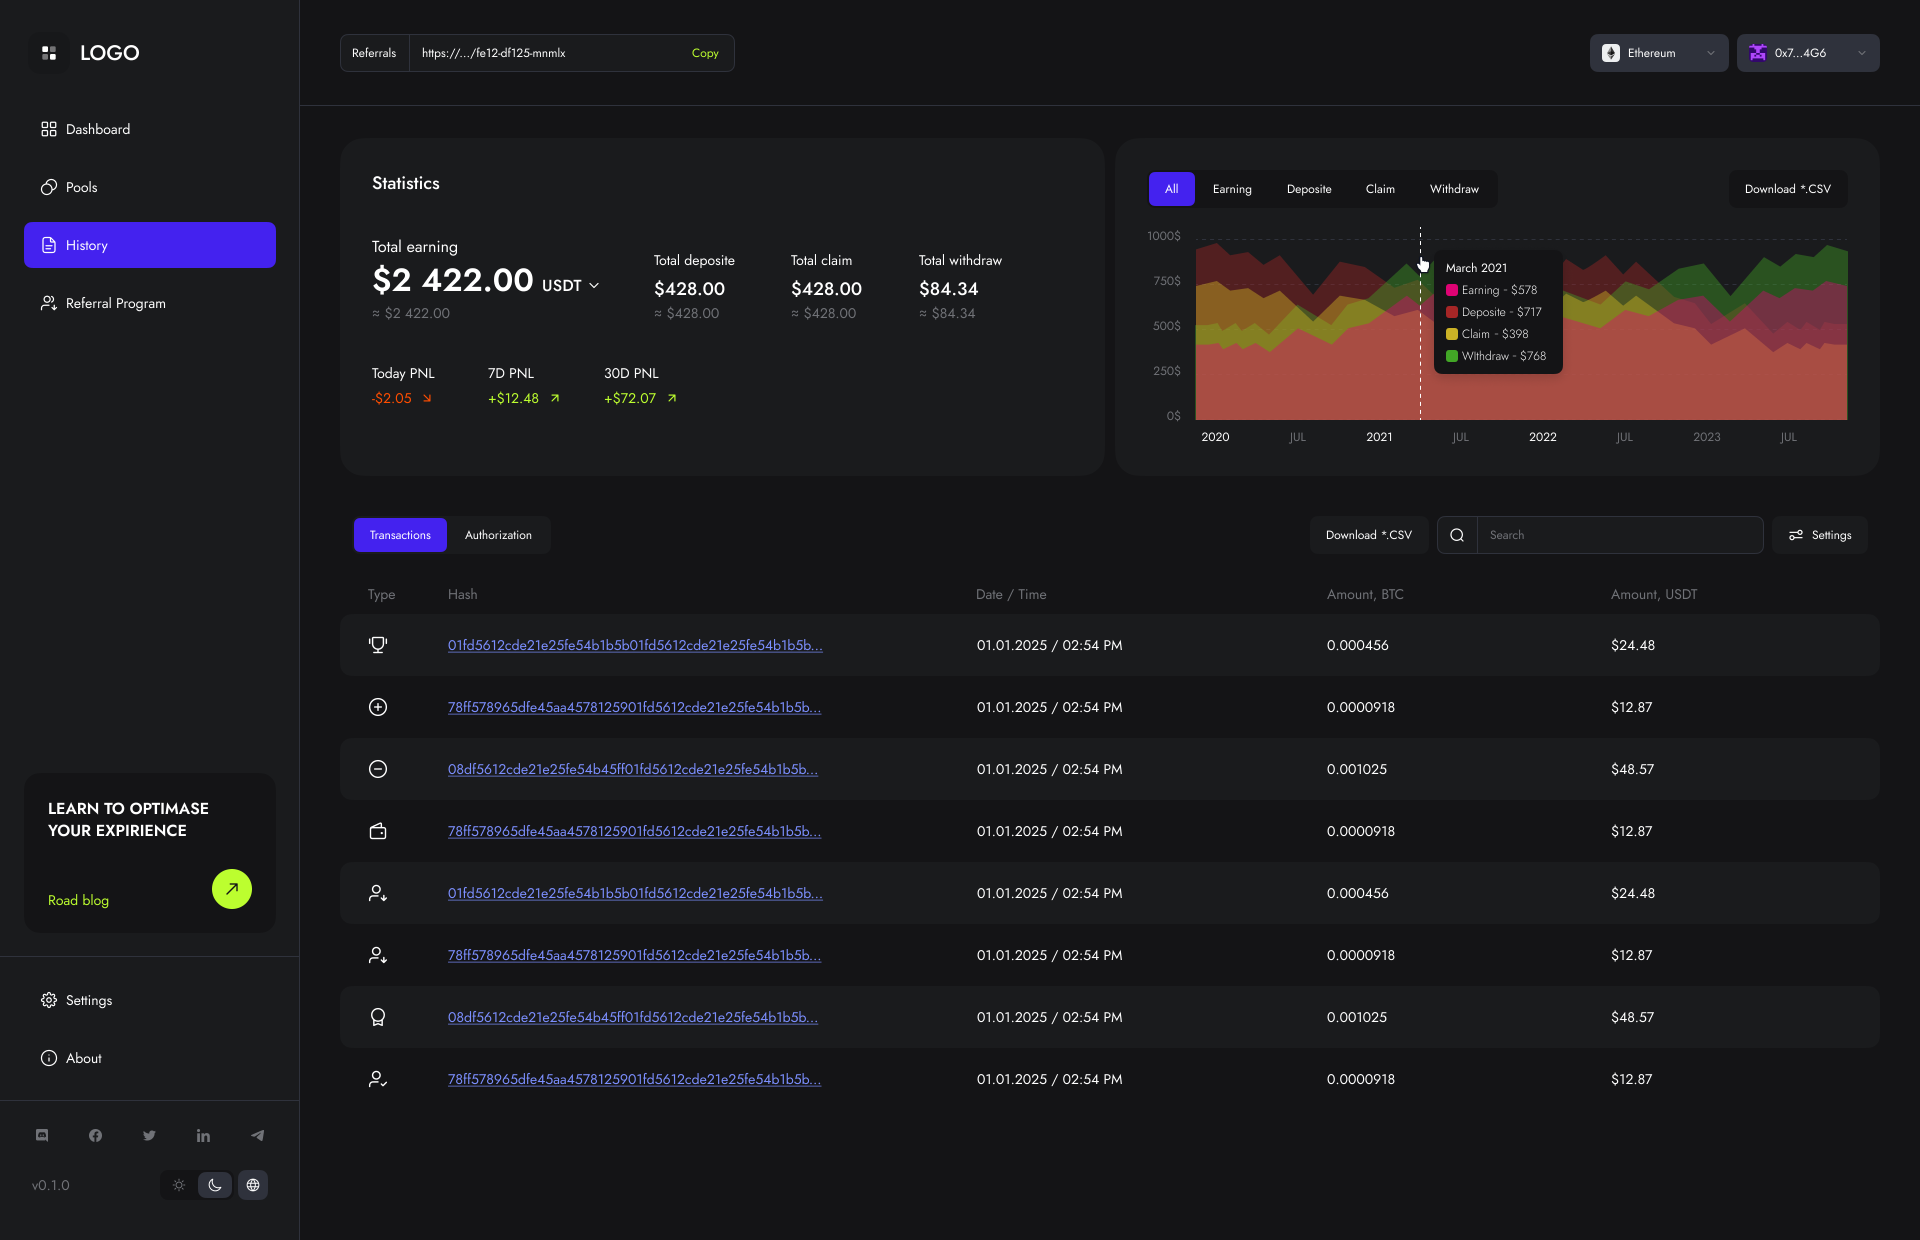 LOGO
Dashboard
Pools
History
Referral Program
LEARN TO OPTIMASE
YOUR EXPIRIENCE
Road blog
Settings
About
v0.1.0
Referrals https://.../fe12-df125-mnmlx Copy
Ethereum 0x7...4G6
Statistics
Total earning
$2 422.00 USDT
≈ $2 422.00
Total deposit
$428.00
≈ $428.00
Total claim
$428.00
≈ $428.00
Total withdraw
$84.34
≈ $84.34
Today PNL
-$2.05
7D PNL
+$12.48
30D PNL
+$72.07
All Earning Deposite Claim Withdraw
Download *.CSV
1000$
750$
500$
250$
0$
2020 JUL 2021 JUL 2022 JUL 2023 JUL
March 2021
Earning - $578
Deposite - $717
Claim - $398
WIthdraw - $768
Transactions Authorization
Download *.CSV Search Settings
Type Hash Date / Time Amount, BTC Amount, USDT
01fd5612cde21e25fe54b1b5b01fd5612cde21e25fe54b1b5b... 01.01.2025 / 02:54 PM 0.000456 $24.48
78ff578965dfe45aa4578125901fd5612cde21e25fe54b1b5b... 01.01.2025 / 02:54 PM 0.0000918 $12.87
08df5612cde21e25fe54b45ff01fd5612cde21e25fe54b1b5b... 01.01.2025 / 02:54 PM 0.001025 $48.57
78ff578965dfe45aa4578125901fd5612cde21e25fe54b1b5b... 01.01.2025 / 02:54 PM 0.0000918 $12.87
01fd5612cde21e25fe54b1b5b01fd5612cde21e25fe54b1b5b... 01.01.2025 / 02:54 PM 0.000456 $24.48
78ff578965dfe45aa4578125901fd5612cde21e25fe54b1b5b... 01.01.2025 / 02:54 PM 0.0000918 $12.87
08df5612cde21e25fe54b45ff01fd5612cde21e25fe54b1b5b... 01.01.2025 / 02:54 PM 0.001025 $48.57
78ff578965dfe45aa4578125901fd5612cde21e25fe54b1b5b... 01.01.2025 / 02:54 PM 0.0000918 $12.87